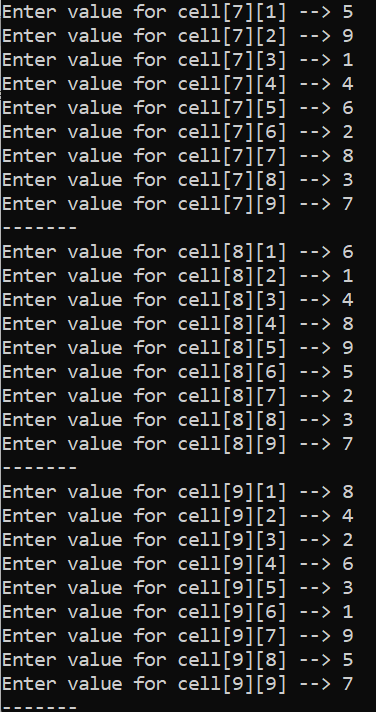 Enter value for cell[7][1] --> 5
Enter value for cell[7][2] --> 9
Enter value for cell[7][3] --> 1
Enter value for cell[7][4] --> 4
Enter value for cell[7][5] --> 6
Enter value for cell[7][6] --> 2
Enter value for cell[7][7] --> 8
Enter value for cell[7][8] --> 3
Enter value for cell[7][9] --> 7
-------
Enter value for cell[8][1] --> 6
Enter value for cell[8][2] --> 1
Enter value for cell[8][3] --> 4
Enter value for cell[8][4] --> 8
Enter value for cell[8][5] --> 9
Enter value for cell[8][6] --> 5
Enter value for cell[8][7] --> 2
Enter value for cell[8][8] --> 3
Enter value for cell[8][9] --> 7
-------
Enter value for cell[9][1] --> 8
Enter value for cell[9][2] --> 4
Enter value for cell[9][3] --> 2
Enter value for cell[9][4] --> 6
Enter value for cell[9][5] --> 3
Enter value for cell[9][6] --> 1
Enter value for cell[9][7] --> 9
Enter value for cell[9][8] --> 5
Enter value for cell[9][9] --> 7
-------